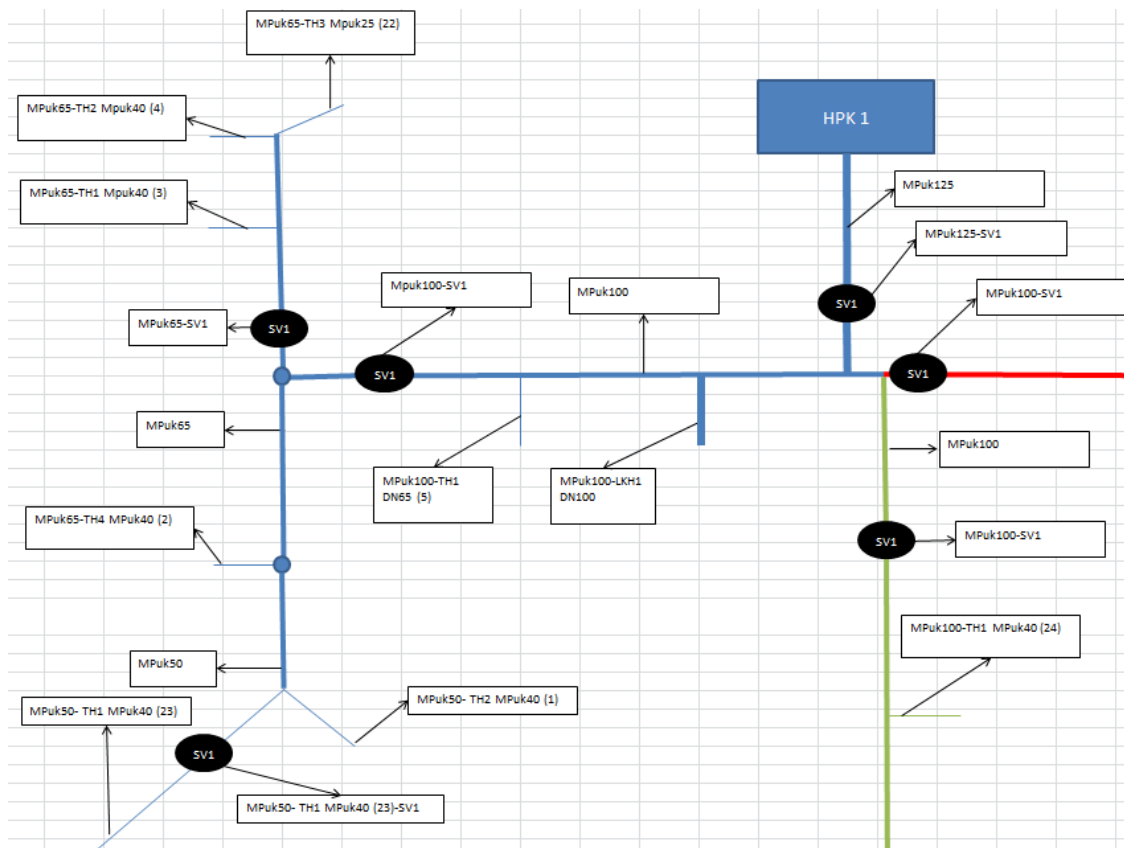 MPuk65-TH3 Mpuk25 (22)
MPuk65-TH2 Mpuk40 (4)
HPK 1
MPuk65-TH1 Mpuk40 (3)
MPuk125
MPuk125-SV1
Mpuk100-SV1
MPuk100
MPuk100-SV1
SV1
MPuk65-SV1
SV1
SV1
SV1
MPuk65
MPuk100
MPuk100-TH1
DN65 (5)
MPuk100-LKH1
DN100
MPuk65-TH4 MPuk40 (2)
SV1
MPuk100-SV1
MPuk100-TH1 MPuk40 (24)
MPuk50
MPuk50- TH2 MPuk40 (1)
MPuk50- TH1 MPuk40 (23)
SV1
MPuk50- TH1 MPuk40 (23)-SV1